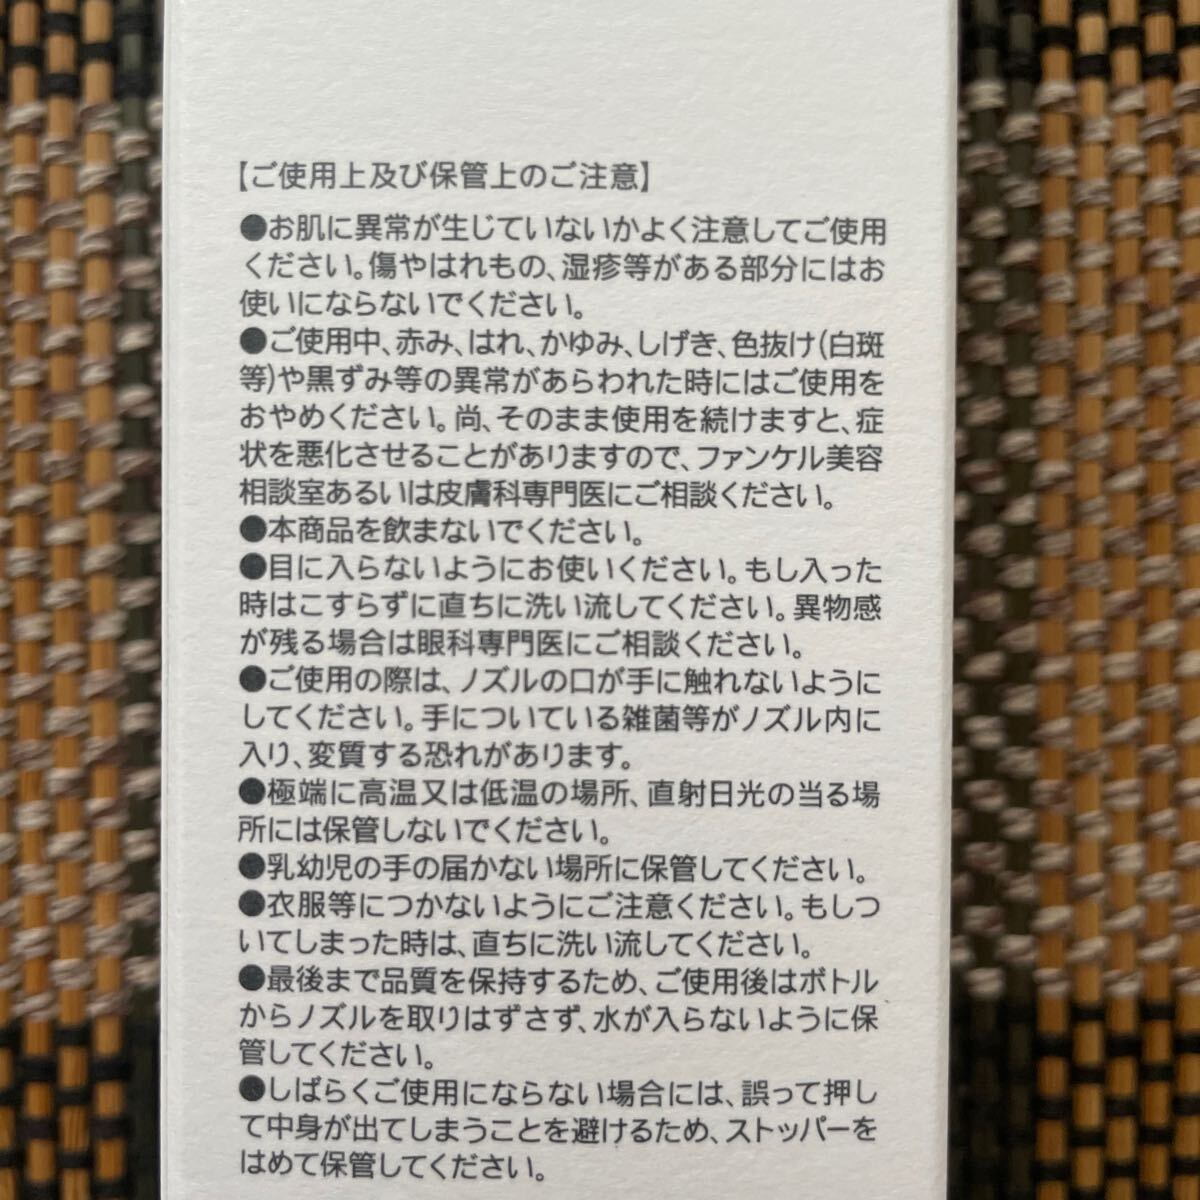 【ご使用上及び保管上のご注意】
●お肌に異常が生じていないかよく注意してご使用
ください。傷やはれもの、湿疹等がある部分にはお
使いにならないでください。
●ご使用中、赤み、はれ、かゆみ、しげき、色抜け(白斑
等)や黒ずみ等の異常があらわれた時にはご使用を
おやめください。尚、そのまま使用を続けますと、症
状を悪化させることがありますので、ファンケル美容
相談室あるいは皮膚科専門医にご相談ください。
●本商品を飲まないでください。
●目に入らないようにお使いください。もし入った
時はこすらずに直ちに洗い流してください。異物感
が残る場合は眼科専門医にご相談ください。
●ご使用の際は、ノズルの口が手に触れないように
してください。手についている雑菌等がノズル内に
入り、変質する恐れがあります。
●極端に高温又は低温の場所、直射日光の当る場
所には保管しないでください。
●乳幼児の手の届かない場所に保管してください。
●衣服等につかないようにご注意ください。もしつ
いてしまった時は、直ちに洗い流してください。
●最後まで品質を保持するため、ご使用後はボトル
からノズルを取りはずさず、水が入らないように保
管してください。
●しばらくご使用にならない場合には、誤って押し
て中身が出てしまうことを避けるため、ストッパーを
はめて保管してください。